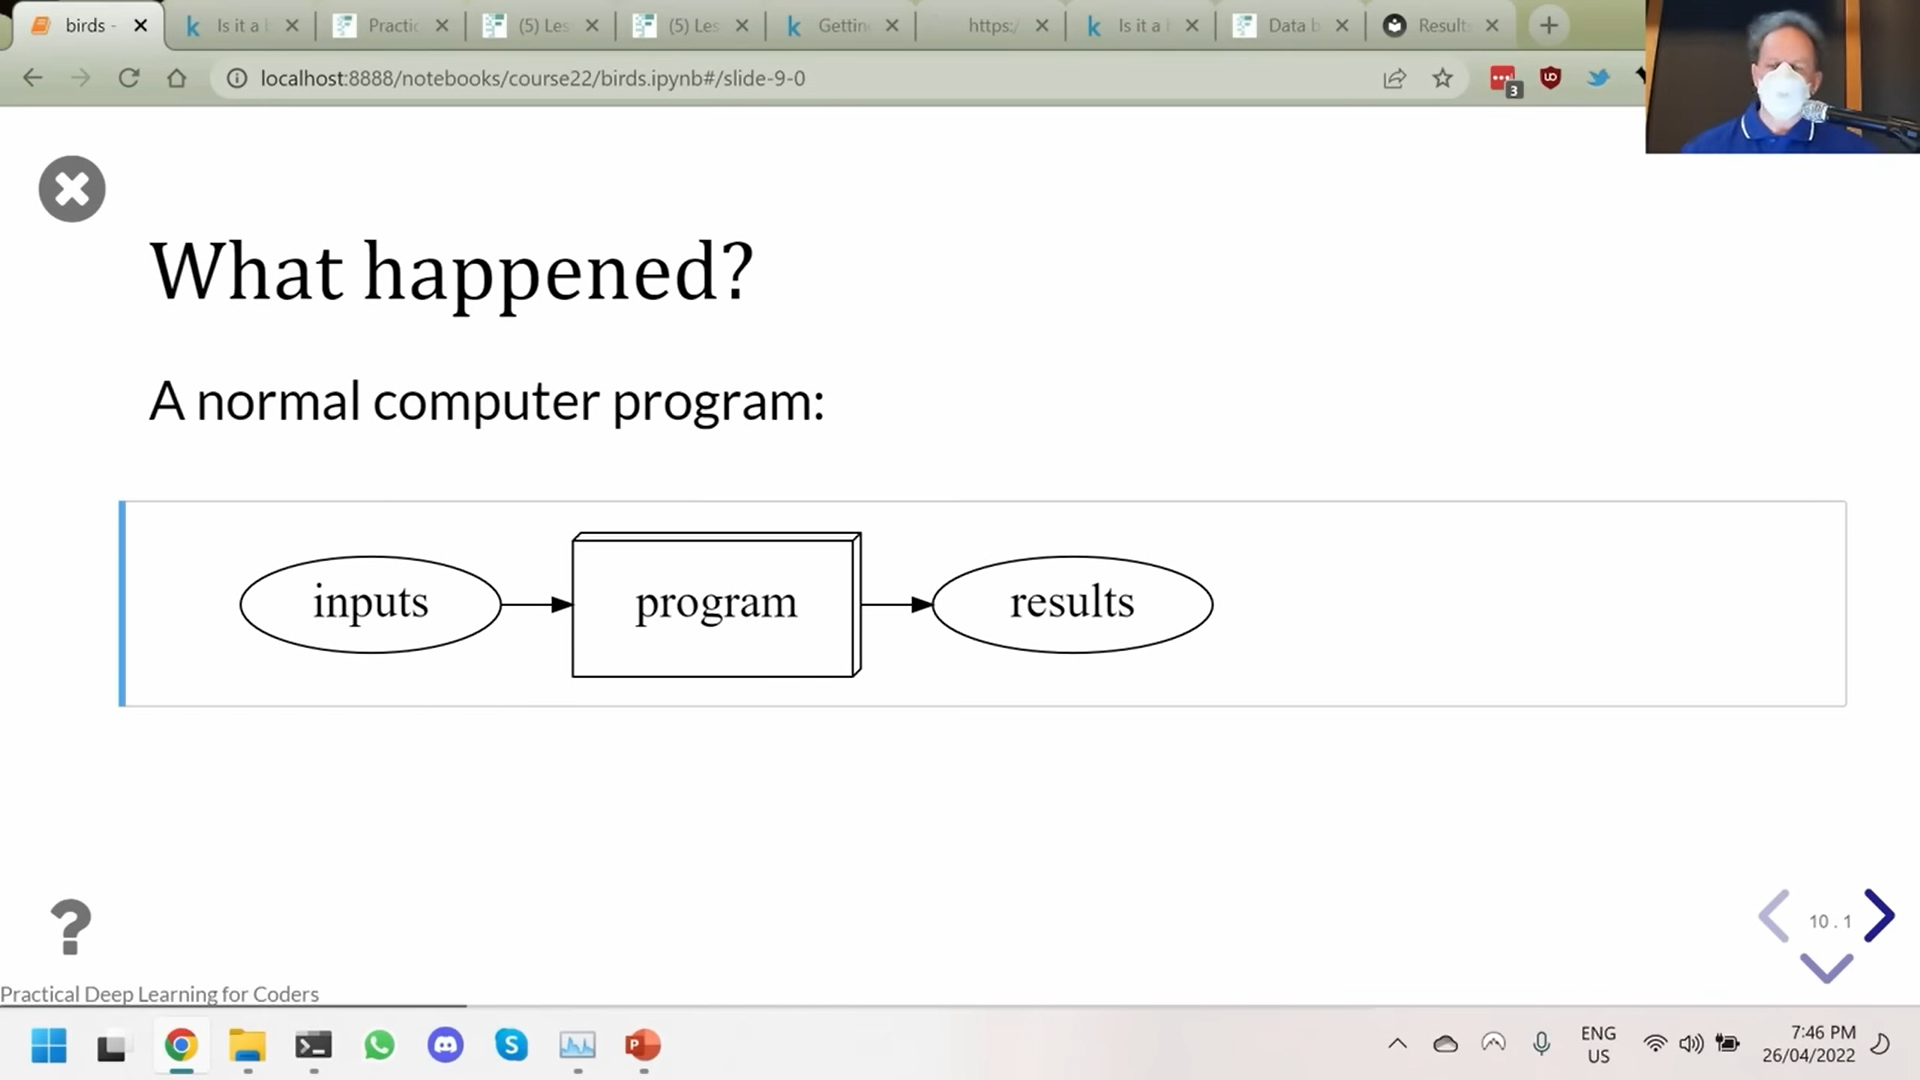 birds -
Is it a b
Practic
(5) Les
(5) Les
Gettin
https:/
Is it a b
Data b
Result
localhost:8888/notebooks/course22/birds.ipynb#/slide-9-0
3
What happened?
A normal computer program:
inputs
program
results
10 . 1
Practical Deep Learning for Coders
ENG
US
7:46 PM
26/04/2022